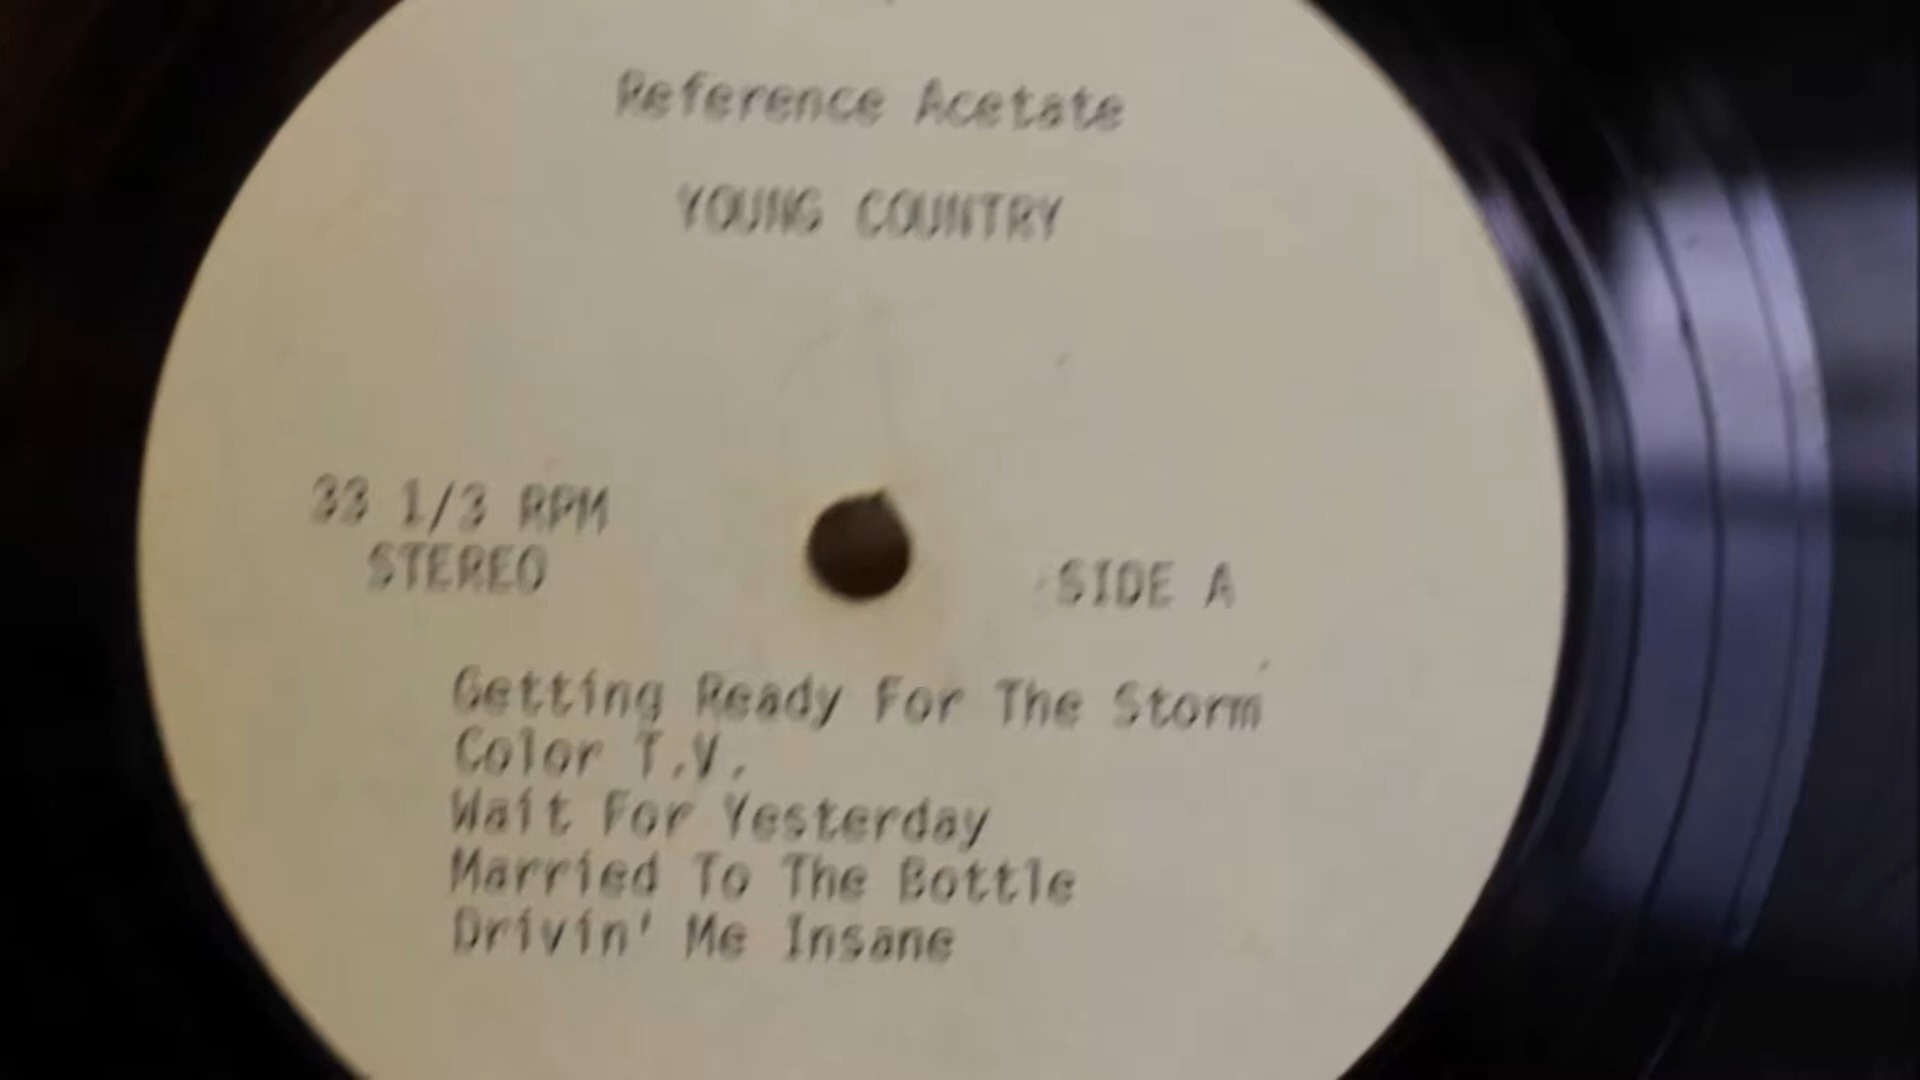 Reference Acetate
YOUNG COUNTRY
33 1/3 RPM
STEREO
SIDE A
Getting Ready For The Storm
Color T.V.
Wait For Yesterday
Married To The Bottle
Drivin' Me Insane